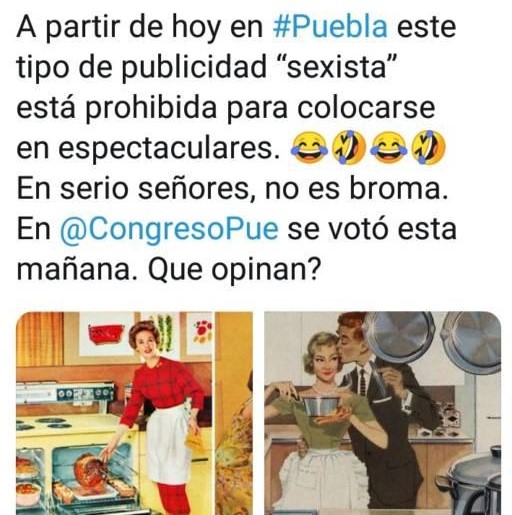 A partir de hoy en #Puebla este
tipo de publicidad “sexista”
está prohibida para colocarse
en espectaculares. 😂🤣😂🤣
En serio señores, no es broma.
En @CongresoPue se votó esta
mañana. Que opinan?